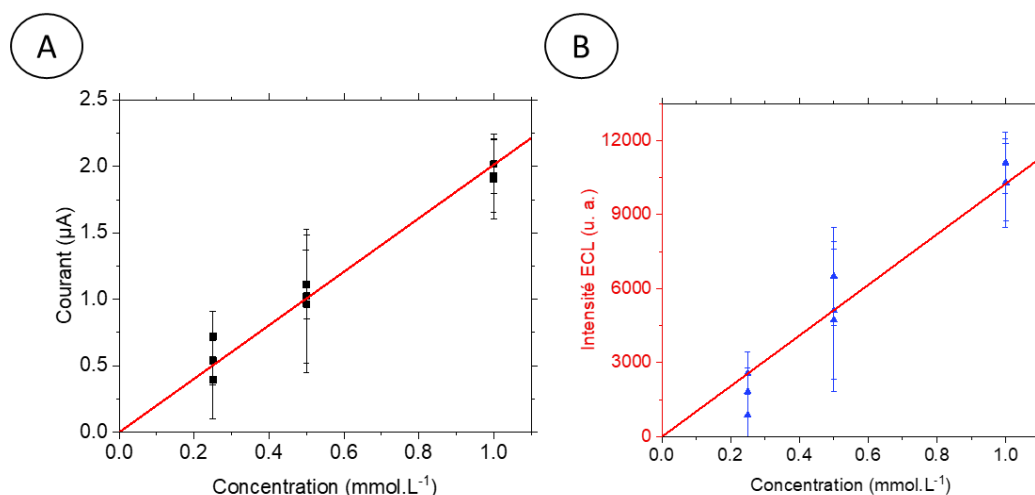 A
B
Courant (µA)
2.5
2.0
1.5
1.0
0.5
0.0
0.0 0.2 0.4 0.6 0.8 1.0
Concentration (mmol.L⁻¹)
Intensité ECL (u. a.)
12000
9000
6000
3000
0
0.0 0.2 0.4 0.6 0.8 1.0
Concentration (mmol.L⁻¹)